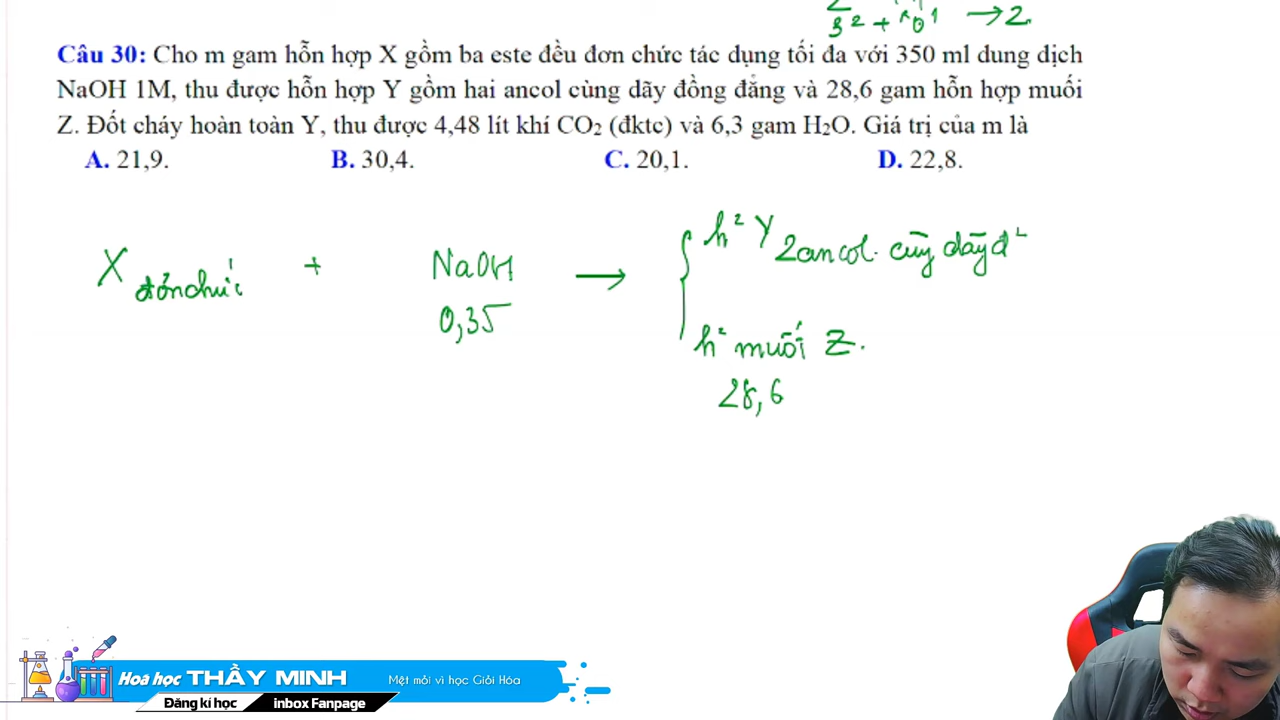 3² + 10¹ → 2
Câu 30: Cho m gam hỗn hợp X gồm ba este đều đơn chức tác dụng tối đa với 350 ml dung dịch
NaOH 1M, thu được hỗn hợp Y gồm hai ancol cùng dãy đồng đẳng và 28,6 gam hỗn hợp muối
Z. Đốt cháy hoàn toàn Y, thu được 4,48 lít khí CO₂ (đktc) và 6,3 gam H₂O. Giá trị của m là
A. 21,9. B. 30,4. C. 20,1. D. 22,8.
h² Y 2ancol. cùg dãy đ²
X đơnchức + NaOH →
0,35
h² muối Z.
28,6
Hoá học THẦY MINH
Mệt mỏi vì học Giỏi Hóa
Đăng kí học inbox Fanpage